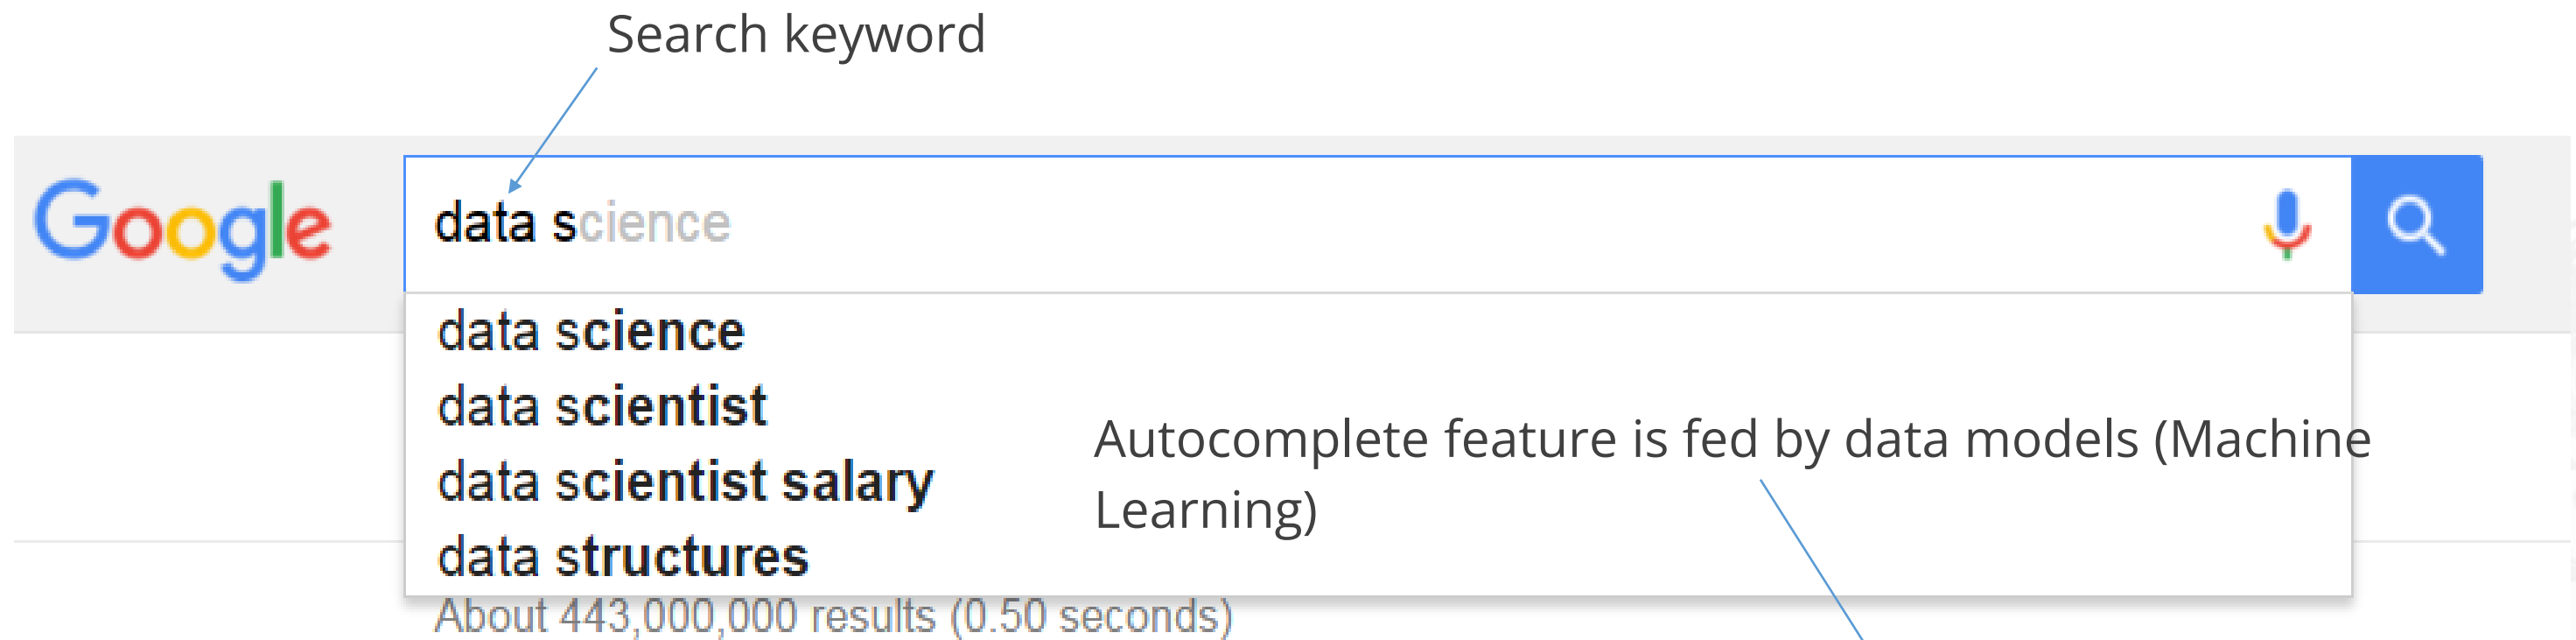 Search keyword
Google
data science
data science
data scientist
data scientist salary
data structures
Autocomplete feature is fed by data models (Machine
Learning)
About 443,000,000 results (0.50 seconds)